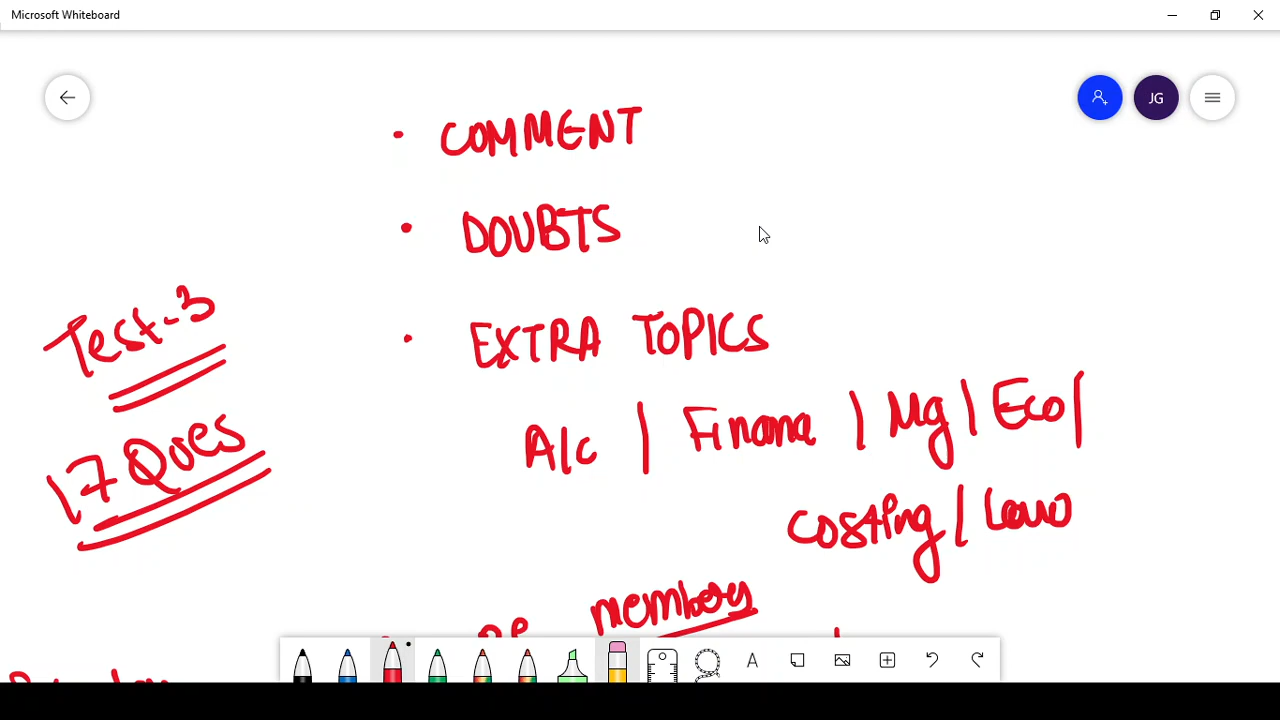 Microsoft Whiteboard
JG
• COMMENT
• DOUBTS
Test-3
• EXTRA TOPICS
A/c | Finance | Mg | Eco |
17 Ques
Costing / Law
members
A